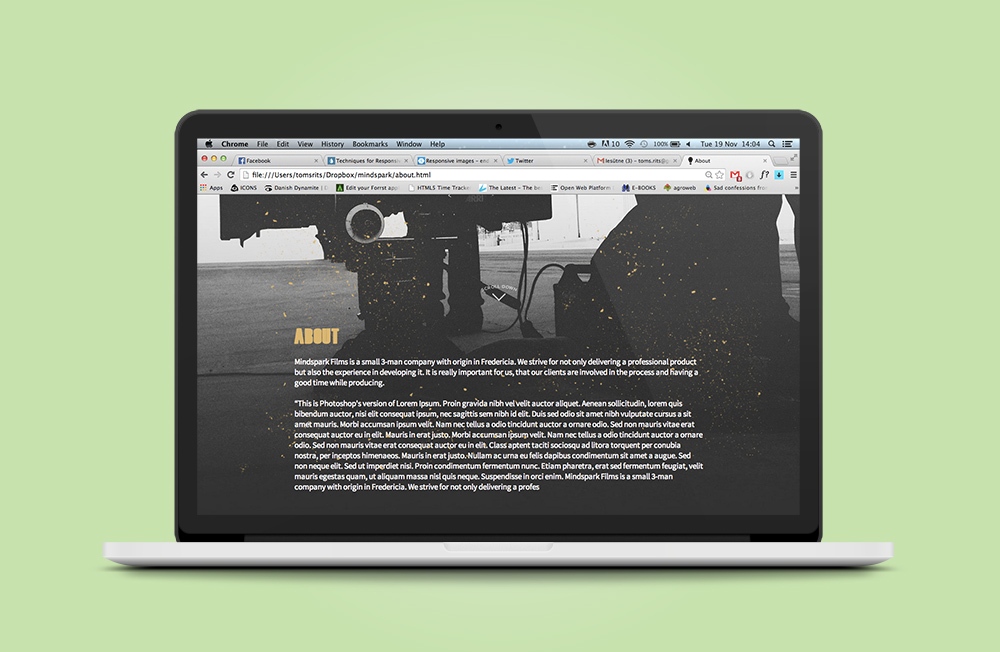 Chrome File Edit View History Bookmarks Window Help 10 100% Tue 19 Nov 14:04
Facebook Techniques for Responsiv Responsive images – en Twitter (3) – toms.rits@g About
file:///Users/tomsrits/Dropbox/mindspark/about.html f?
Apps ICONS Danish Dynamite | D Edit your Forrst app HTML5 Time Tracke The Latest – The be Open Web Platform E-BOOKS agroweb Sad confessions fro
SCROLL DOWN
ABOUT
Mindspark Films is a small 3-man company with origin in Fredericia. We strive for not only delivering a professional product
but also the experience in developing it. It is really important for us, that our clients are involved in the process and having a
good time while producing.
"This is Photoshop's version of Lorem Ipsum. Proin gravida nibh vel velit auctor aliquet. Aenean sollicitudin, lorem quis
bibendum auctor, nisi elit consequat ipsum, nec sagittis sem nibh id elit. Duis sed odio sit amet nibh vulputate cursus a sit
amet mauris. Morbi accumsan ipsum velit. Nam nec tellus a odio tincidunt auctor a ornare odio. Sed non mauris vitae erat
consequat auctor eu in elit. Mauris in erat justo. Morbi accumsan ipsum velit. Nam nec tellus a odio tincidunt auctor a ornare
odio. Sed non mauris vitae erat consequat auctor eu in elit. Class aptent taciti sociosqu ad litora torquent per conubia
nostra, per inceptos himenaeos. Mauris in erat justo. Nullam ac urna eu felis dapibus condimentum sit amet a augue. Sed
non neque elit. Sed ut imperdiet nisi. Proin condimentum fermentum nunc. Etiam pharetra, erat sed fermentum feugiat, velit
mauris egestas quam, ut aliquam massa nisl quis neque. Suspendisse in orci enim. Mindspark Films is a small 3-man
company with origin in Fredericia. We strive for not only delivering a profes